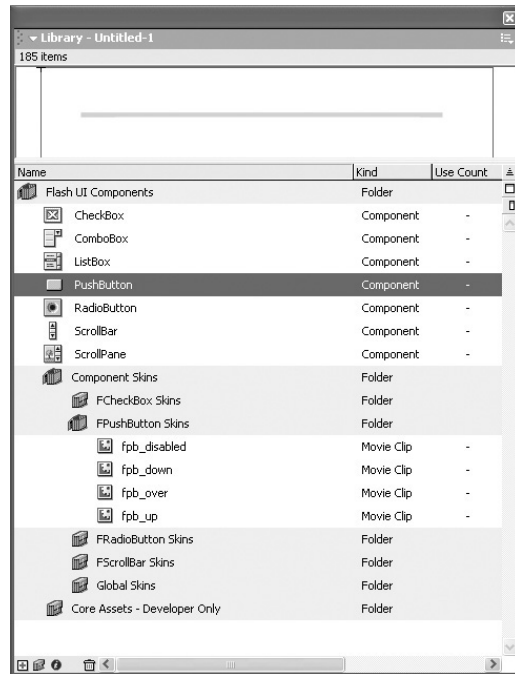 Library - Untitled-1
185 items
Name Kind Use Count
Flash UI Components Folder
CheckBox Component -
ComboBox Component -
ListBox Component -
PushButton Component -
RadioButton Component -
ScrollBar Component -
ScrollPane Component -
Component Skins Folder
FCheckBox Skins Folder
FPushButton Skins Folder
fpb_disabled Movie Clip -
fpb_down Movie Clip -
fpb_over Movie Clip -
fpb_up Movie Clip -
FRadioButton Skins Folder
FScrollBar Skins Folder
Global Skins Folder
Core Assets - Developer Only Folder